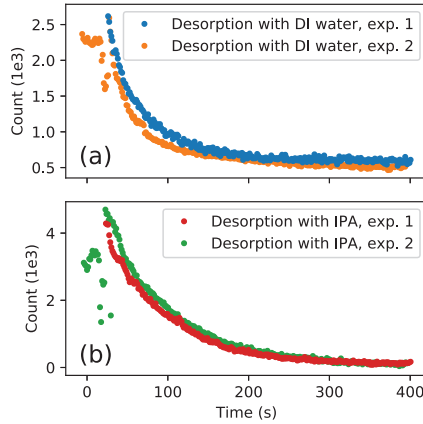 Count (1e3)
2.5
2.0
1.5
1.0
0.5
Desorption with DI water, exp. 1
Desorption with DI water, exp. 2
(a)
Count (1e3)
4
2
0
Desorption with IPA, exp. 1
Desorption with IPA, exp. 2
(b)
0 100 200 300 400
Time (s)